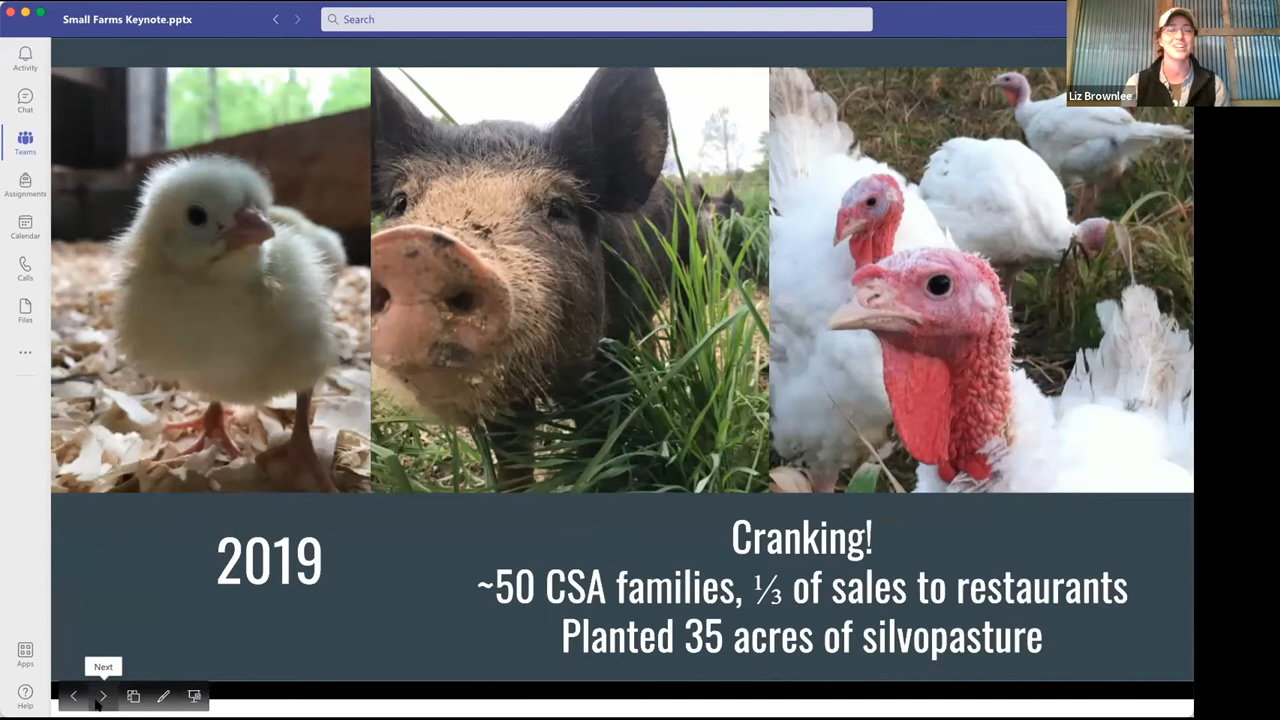 Small Farms Keynote.pptx
Search
Activity
Chat
Teams
Assignments
Calendar
Calls
Files
Apps
Help
Liz Brownlee
2019
Cranking!
~50 CSA families, ⅓ of sales to restaurants
Planted 35 acres of silvopasture
Next